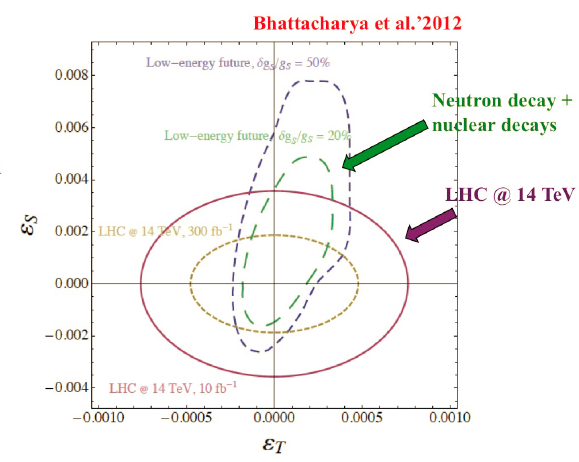 Bhattacharya et al.'2012
Low−energy future, δgS/gS = 50%
Low−energy future, δgS/gS = 20%
Neutron decay +
nuclear decays
LHC @ 14 TeV
LHC @ 14 TeV, 300 fb⁻¹
LHC @ 14 TeV, 10 fb⁻¹
0.008
0.006
0.004
0.002
0.000
−0.002
−0.004
εS
−0.0010
−0.0005
0.0000
0.0005
0.0010
εT